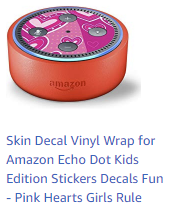 amazon
Skin Decal Vinyl Wrap for
Amazon Echo Dot Kids
Edition Stickers Decals Fun
- Pink Hearts Girls Rule